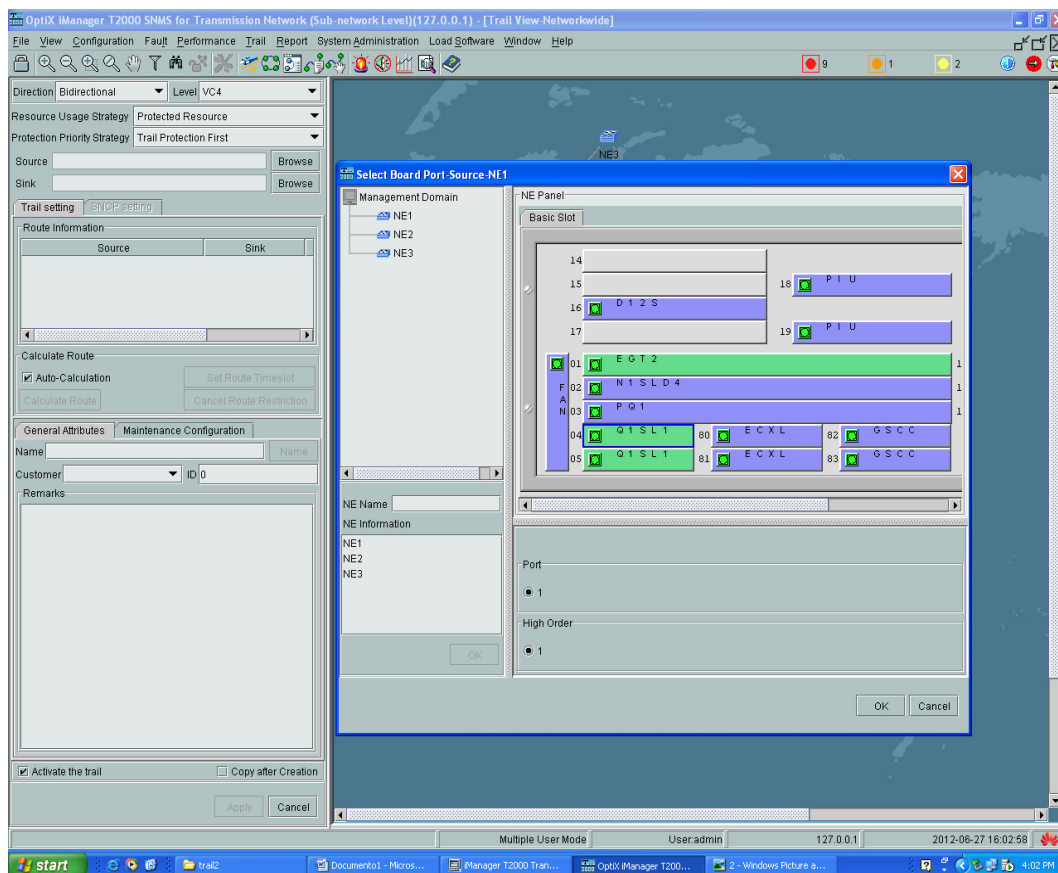 OptiX iManager T2000 SNMS for Transmission Network (Sub-network Level)(127.0.0.1) - [Trail View-Networkwide]
File View Configuration Fault Performance Trail Report System Administration Load Software Window Help
9 1 2
Direction Bidirectional Level VC4
Resource Usage Strategy Protected Resource
Protection Priority Strategy Trail Protection First
Source Browse
Sink Browse
Trail setting SNCP setting
Route Information
Source Sink
Calculate Route
Auto-Calculation Set Route Timeslot
Calculate Route Cancel Route Restriction
General Attributes Maintenance Configuration
Name Name
Customer ID 0
Remarks
Activate the trail Copy after Creation
Apply Cancel
NE3
Select Board Port-Source-NE1
Management Domain
NE1
NE2
NE3
NE Name
NE Information
NE1
NE2
NE3
OK
NE Panel
Basic Slot
14
15 18 PIU
16 D12S
17 19 PIU
FAN
01 EGT2 1
02 N1SLD4 1
03 PQ1 1
04 Q1SL1 80 ECXL 82 GSCC
05 Q1SL1 81 ECXL 83 GSCC
Port
1
High Order
1
OK Cancel
Multiple User Mode User:admin 127.0.0.1 2012-06-27 16:02:58
start trail2 Documento1 - Micros... iManager T2000 Tran... OptiX iManager T200... 2 - Windows Picture a... 4:02 PM